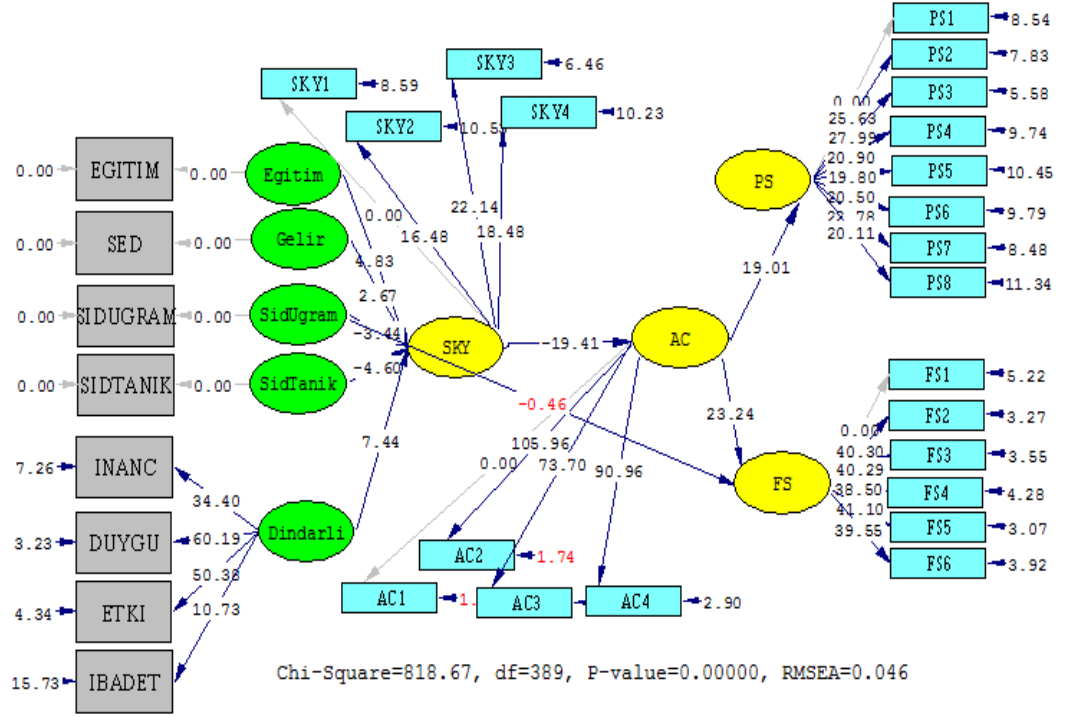 PS1
8.54
PS2
7.83
PS3
5.58
PS4
9.74
PS5
10.45
PS6
9.79
PS7
8.48
PS8
11.34
0.00
25.63
27.99
20.90
19.80
20.50
22.78
20.11
SKY1
8.59
SKY2
SKY3
6.46
SKY4
10.23
0.00
EGITIM
0.00
Egitim
0.00
SED
0.00
Gelir
0.00
SIDUGRAM
0.00
SidUgram
0.00
SIDTANIK
0.00
SidTanik
0.00
16.48
22.14
18.48
4.83
2.67
-3.44
-4.60
7.44
SKY
-19.41
AC
PS
19.01
23.24
FS
-0.46
105.96
0.00
73.70
90.96
7.26
INANC
34.40
3.23
DUYGU
60.19
4.34
ETKI
50.38
15.73
IBADET
10.73
Dindarli
AC2
1.74
AC1
1.
AC3
AC4
2.90
FS1
5.22
FS2
3.27
FS3
3.55
FS4
4.28
FS5
3.07
FS6
3.92
0.00
40.30
40.29
38.50
41.10
39.55
Chi-Square=818.67, df=389, P-value=0.00000, RMSEA=0.046